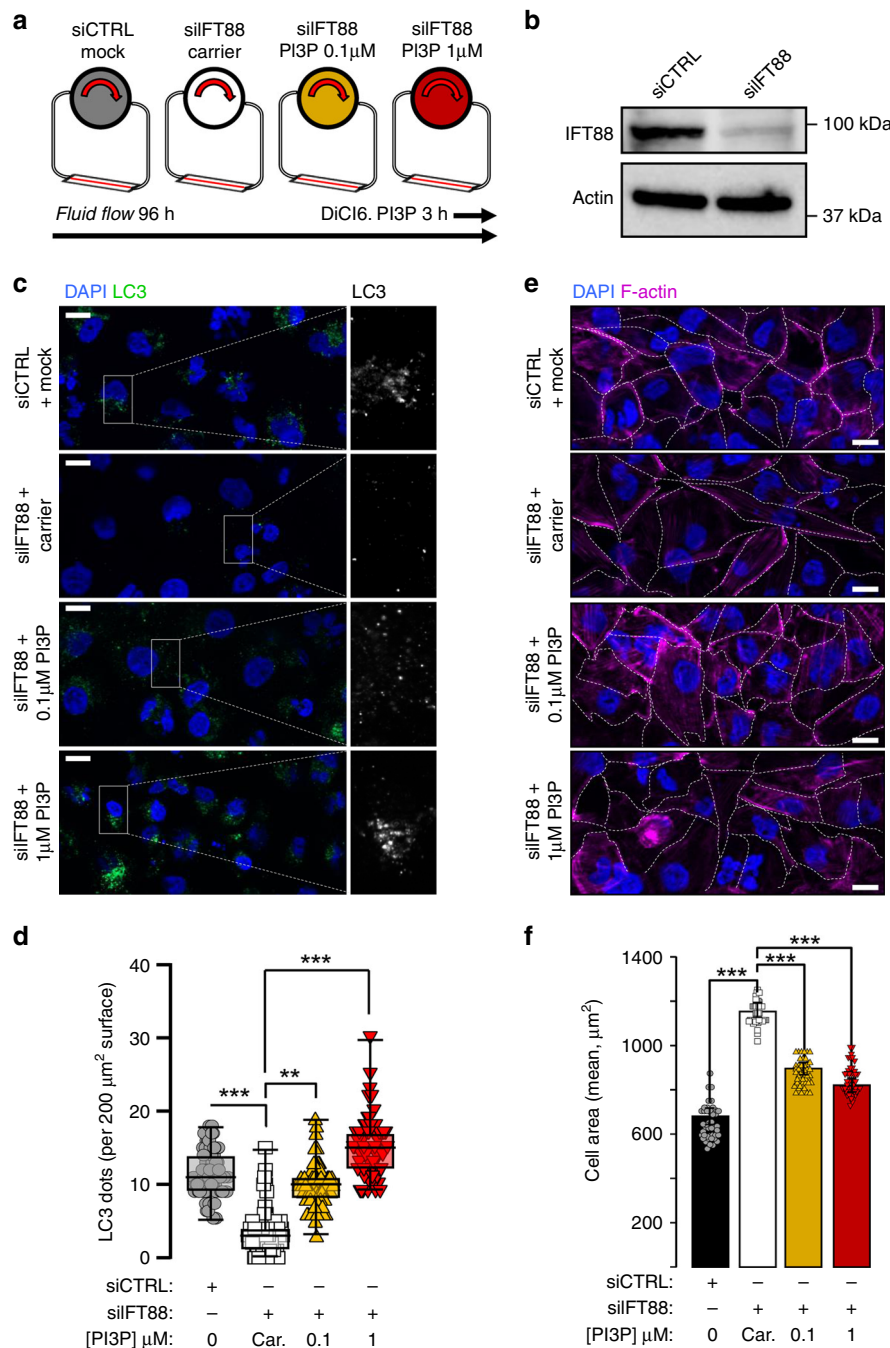 a
siCTRL mock
siIFT88 carrier
siIFT88 PI3P 0.1µM
siIFT88 PI3P 1µM
Fluid flow 96 h
DiCI6. PI3P 3 h
b
siCTRL
siIFT88
IFT88
100 kDa
Actin
37 kDa
c
DAPI LC3
LC3
siCTRL + mock
siIFT88 + carrier
siIFT88 + 0.1µM PI3P
siIFT88 + 1µM PI3P
e
DAPI F-actin
siCTRL + mock
siIFT88 + carrier
siIFT88 + 0.1µM PI3P
siIFT88 + 1µM PI3P
d
LC3 dots (per 200 µm² surface)
40
30
20
10
0
***
**
***
siCTRL: + – – –
siIFT88: – + + +
[PI3P] µM: 0 Car. 0.1 1
f
Cell area (mean, µm²)
1400
1000
600
200
***
***
***
siCTRL: + – – –
siIFT88: – + + +
[PI3P] µM: 0 Car. 0.1 1